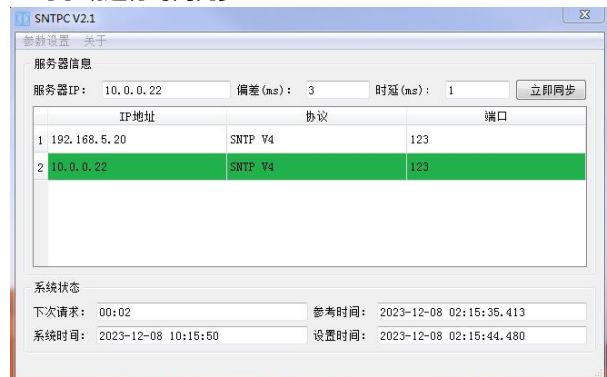 SNTPC V2.1
参数设置 关于
服务器信息
服务器IP: 10.0.0.22 偏差(ms): 3 时延(ms): 1 立即同步
IP地址 协议 端口
1 192.168.5.20 SNTP V4 123
2 10.0.0.22 SNTP V4 123
系统状态
下次请求: 00:02 参考时间: 2023-12-08 02:15:35.413
系统时间: 2023-12-08 10:15:50 设置时间: 2023-12-08 02:15:44.480